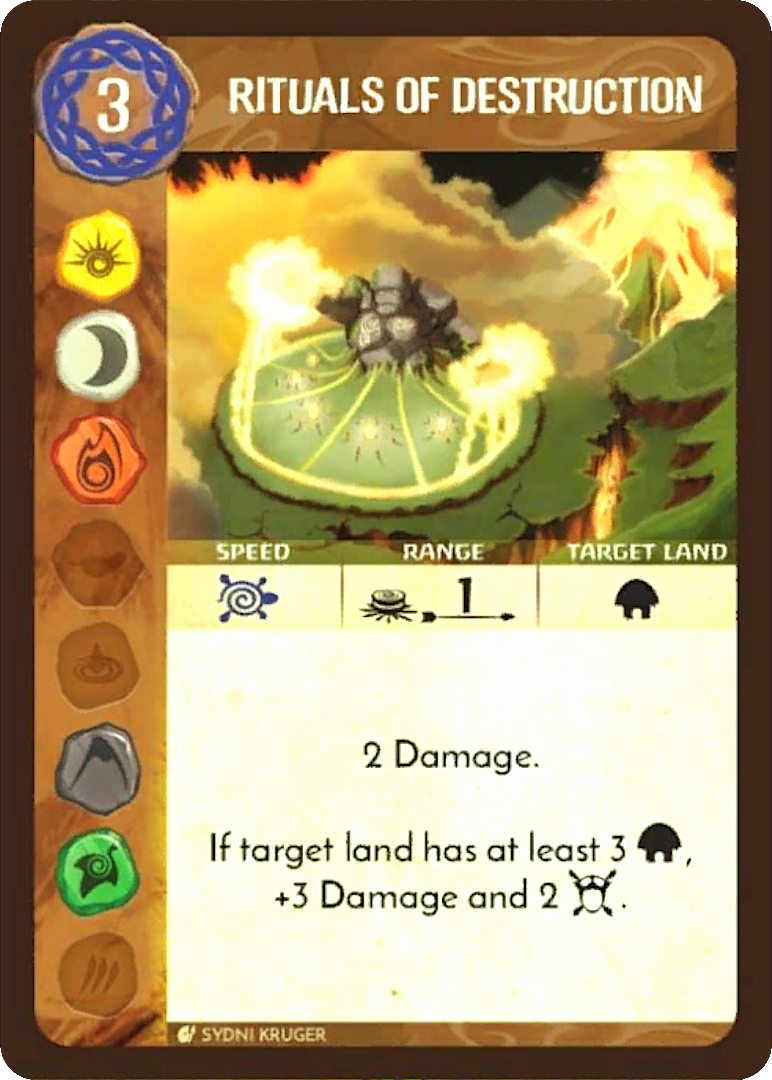 3
RITUALS OF DESTRUCTION
SPEED
RANGE
TARGET LAND
1
2 Damage.
If target land has at least 3 ,
+3 Damage and 2 .
SYDNI KRUGER